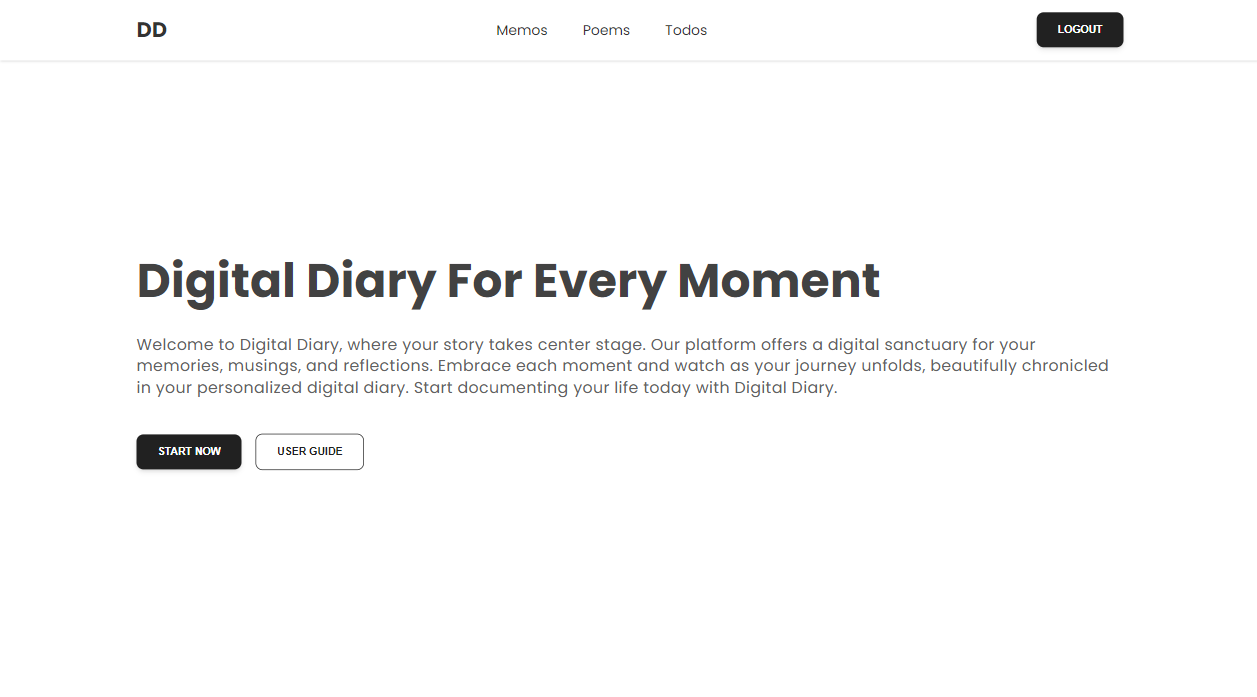 DD
Memos Poems Todos
LOGOUT
Digital Diary For Every Moment
Welcome to Digital Diary, where your story takes center stage. Our platform offers a digital sanctuary for your
memories, musings, and reflections. Embrace each moment and watch as your journey unfolds, beautifully chronicled
in your personalized digital diary. Start documenting your life today with Digital Diary.
START NOW
USER GUIDE